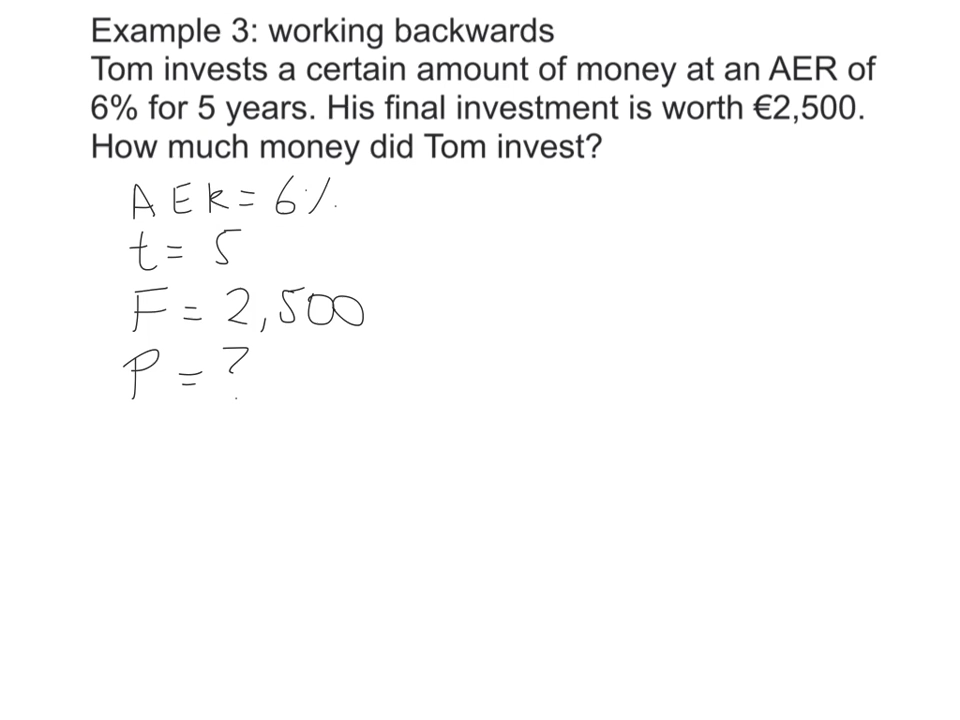 Example 3: working backwards
Tom invests a certain amount of money at an AER of
6% for 5 years. His final investment is worth €2,500.
How much money did Tom invest?
AER = 6%
t = 5
F = 2,500
P = ?